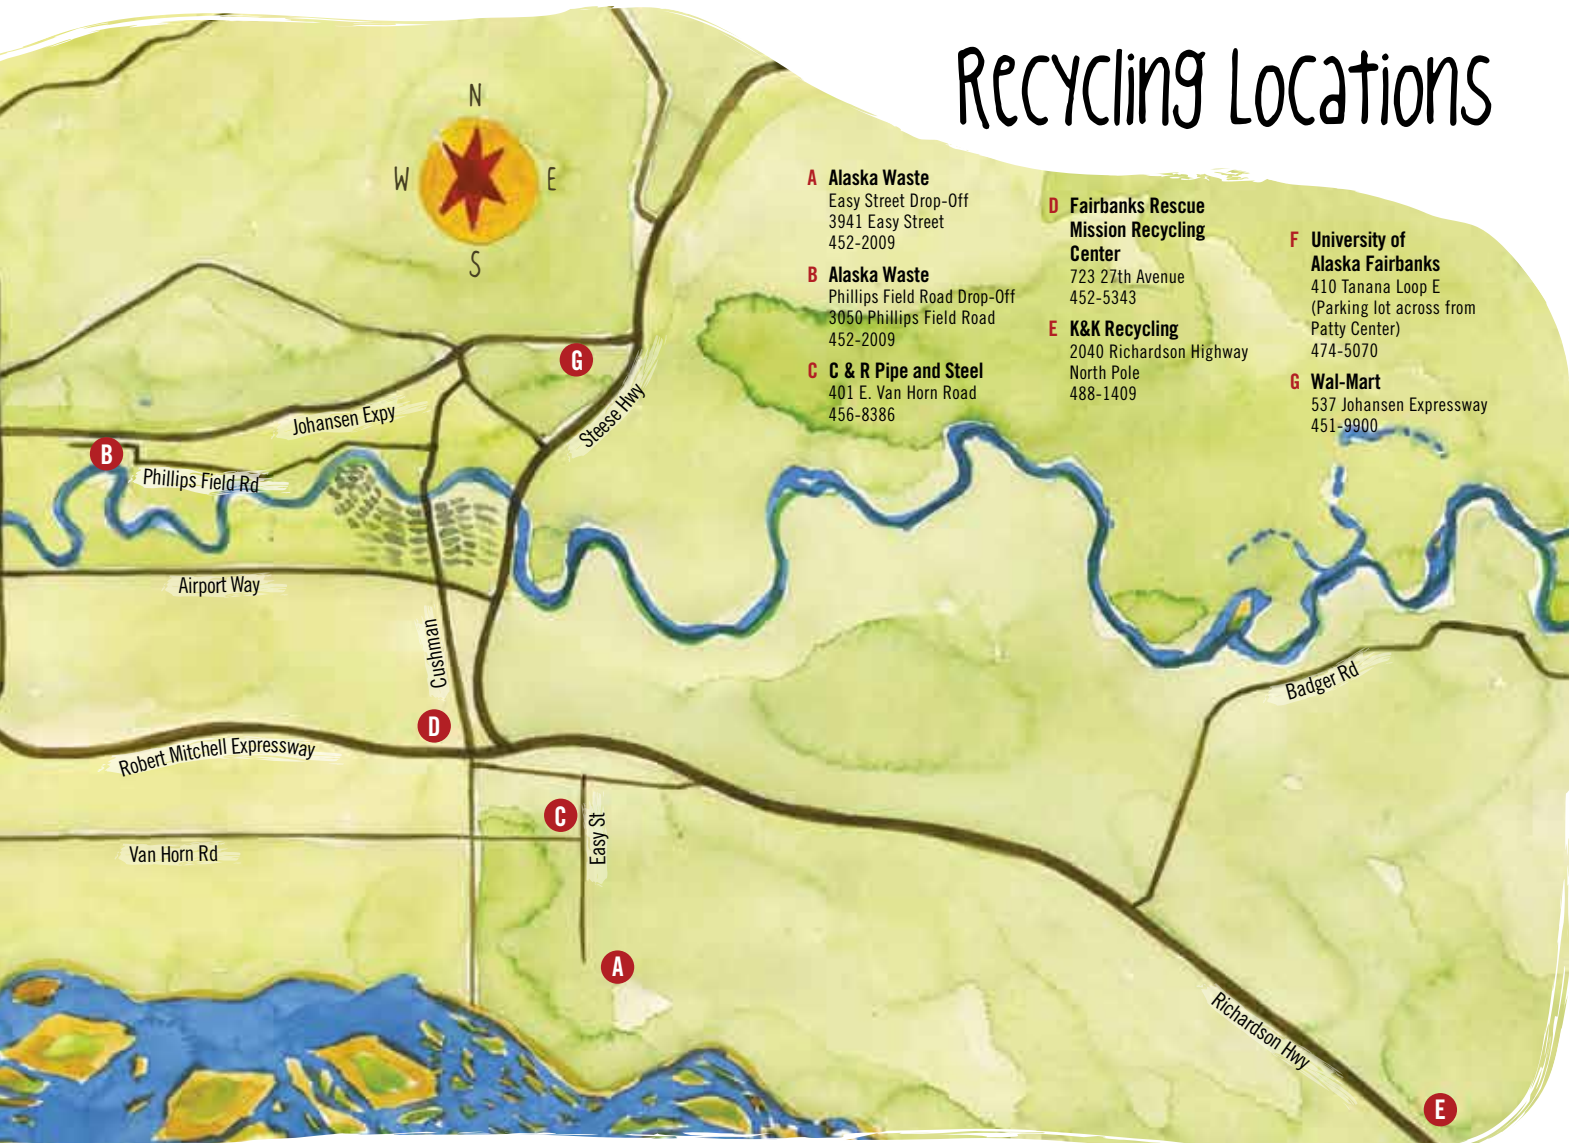 Recycling Locations
N
W
E
S
A Alaska Waste
Easy Street Drop-Off
3941 Easy Street
452-2009
B Alaska Waste
Phillips Field Road Drop-Off
3050 Phillips Field Road
452-2009
C C & R Pipe and Steel
401 E. Van Horn Road
456-8386
D Fairbanks Rescue
Mission Recycling
Center
723 27th Avenue
452-5343
E K&K Recycling
2040 Richardson Highway
North Pole
488-1409
F University of
Alaska Fairbanks
410 Tanana Loop E
(Parking lot across from
Patty Center)
474-5070
G Wal-Mart
537 Johansen Expressway
451-9900
G
Steese Hwy
Johansen Expy
B
Phillips Field Rd
Airport Way
Cushman
Badger Rd
D
Robert Mitchell Expressway
C
Easy St
Van Horn Rd
A
Richardson Hwy
E